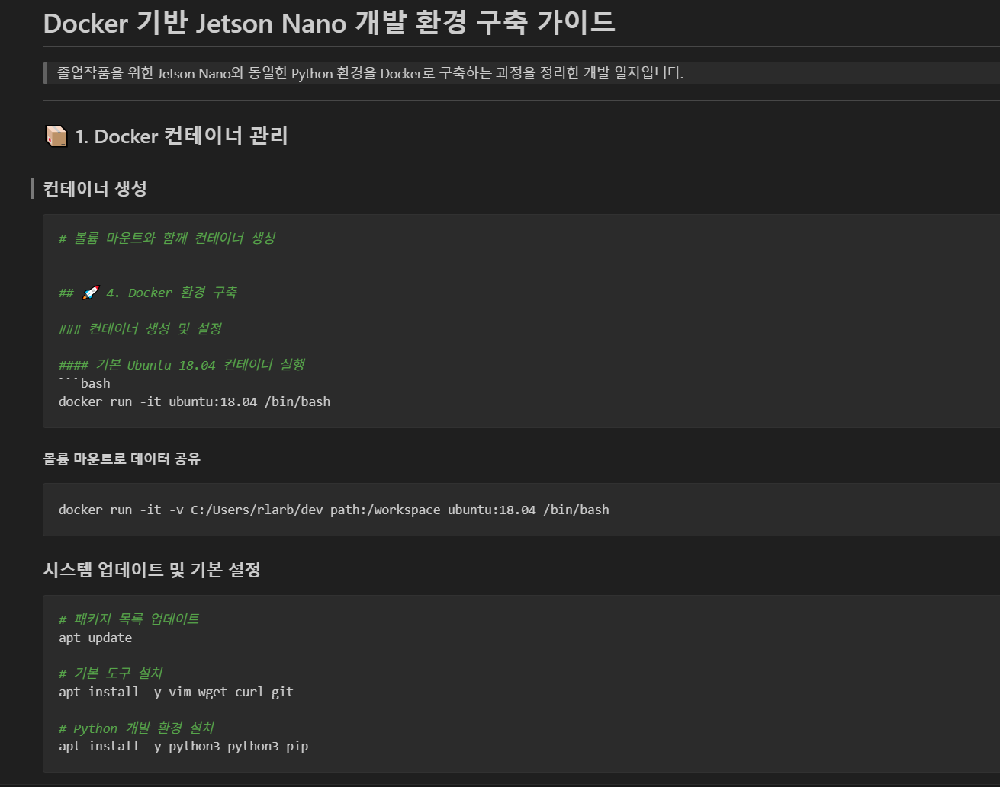 Docker 기반 Jetson Nano 개발 환경 구축 가이드
졸업작품을 위한 Jetson Nano와 동일한 Python 환경을 Docker로 구축하는 과정을 정리한 개발 일지입니다.
📦 1. Docker 컨테이너 관리
컨테이너 생성
# 볼륨 마운트와 함께 컨테이너 생성
---
## 🚀 4. Docker 환경 구축
### 컨테이너 생성 및 설정
#### 기본 Ubuntu 18.04 컨테이너 실행
```bash
docker run -it ubuntu:18.04 /bin/bash
볼륨 마운트로 데이터 공유
docker run -it -v C:/Users/rlarb/dev_path:/workspace ubuntu:18.04 /bin/bash
시스템 업데이트 및 기본 설정
# 패키지 목록 업데이트
apt update
# 기본 도구 설치
apt install -y vim wget curl git
# Python 개발 환경 설치
apt install -y python3 python3-pip